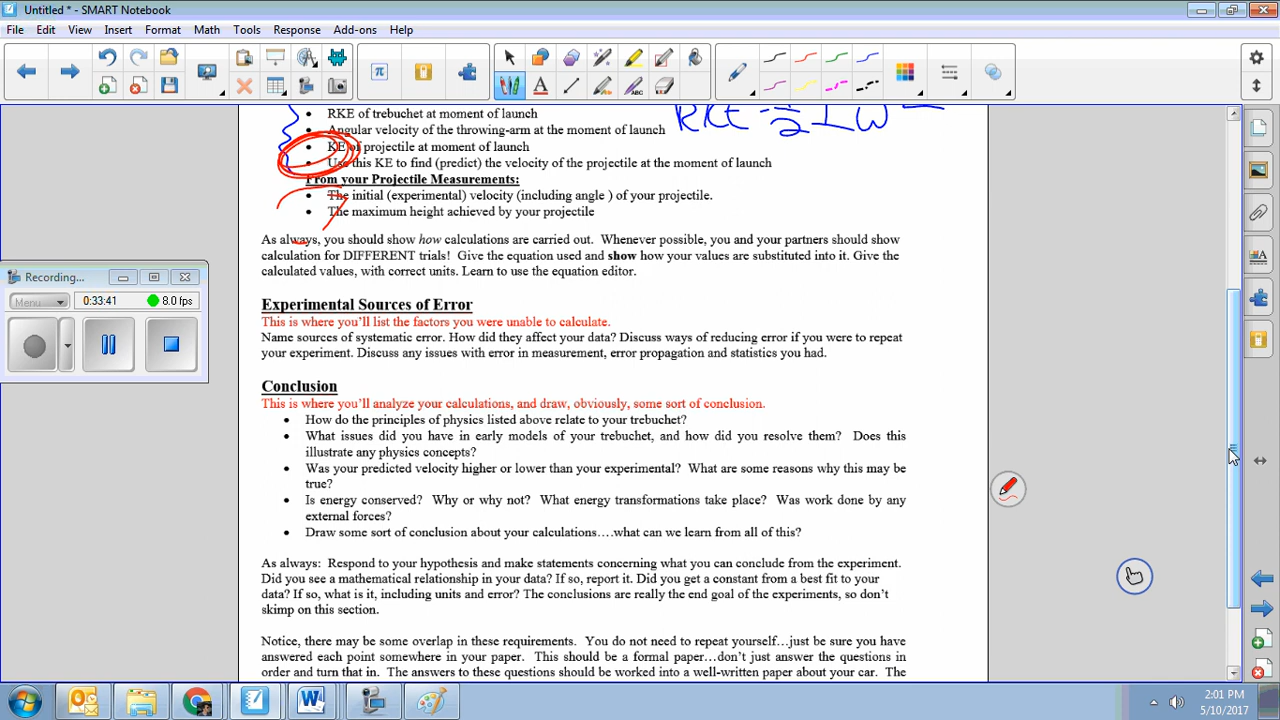 Untitled * - SMART Notebook
File Edit View Insert Format Math Tools Response Add-ons Help
• RKE of trebuchet at moment of launch
• Angular velocity of the throwing-arm at the moment of launch
RKE = 1/2 I ω
• KE of projectile at moment of launch
• Use this KE to find (predict) the velocity of the projectile at the moment of launch
From your Projectile Measurements:
• The initial (experimental) velocity (including angle ) of your projectile.
• The maximum height achieved by your projectile
As always, you should show how calculations are carried out. Whenever possible, you and your partners should show
calculation for DIFFERENT trials! Give the equation used and show how your values are substituted into it. Give the
calculated values, with correct units. Learn to use the equation editor.
Recording...
Menu
0:33:41
8.0 fps
Experimental Sources of Error
This is where you'll list the factors you were unable to calculate.
Name sources of systematic error. How did they affect your data? Discuss ways of reducing error if you were to repeat
your experiment. Discuss any issues with error in measurement, error propagation and statistics you had.
Conclusion
This is where you'll analyze your calculations, and draw, obviously, some sort of conclusion.
• How do the principles of physics listed above relate to your trebuchet?
• What issues did you have in early models of your trebuchet, and how did you resolve them? Does this
illustrate any physics concepts?
• Was your predicted velocity higher or lower than your experimental? What are some reasons why this may be
true?
• Is energy conserved? Why or why not? What energy transformations take place? Was work done by any
external forces?
• Draw some sort of conclusion about your calculations....what can we learn from all of this?
As always: Respond to your hypothesis and make statements concerning what you can conclude from the experiment.
Did you see a mathematical relationship in your data? If so, report it. Did you get a constant from a best fit to your
data? If so, what is it, including units and error? The conclusions are really the end goal of the experiments, so don't
skimp on this section.
Notice, there may be some overlap in these requirements. You do not need to repeat yourself...just be sure you have
answered each point somewhere in your paper. This should be a formal paper...don't just answer the questions in
order and turn that in. The answers to these questions should be worked into a well-written paper about your car. The
2:01 PM
5/10/2017